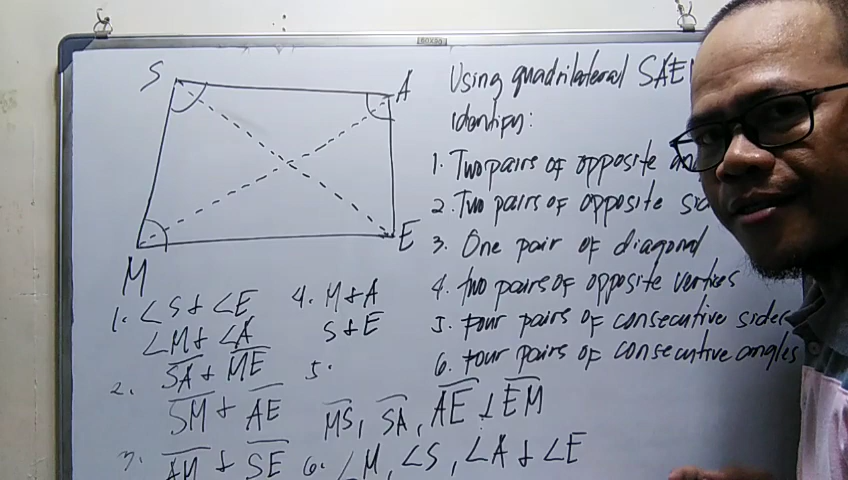 S
A
E
M
Using quadrilateral
identify:
1. Two pairs of opposite
2. Two pairs of opposite
3. One pair of diagonal
4. two pairs of opposite vertices
5. four pairs of consecutive sides
6. four pairs of consecutive angles
1. ∠S & ∠E
∠M & ∠A
2. SA & ME
SM & AE
3. AM & SE
4. M & A
S & E
5.
MS, SA, AE & EM
6. ∠M, ∠S, ∠A & ∠E